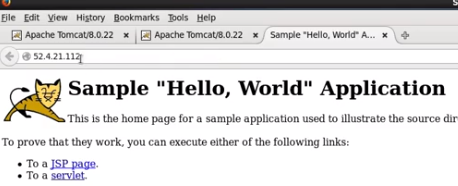 File Edit View History Bookmarks Tools Help
Apache Tomcat/8.0.22 Apache Tomcat/8.0.22 Sample "Hello, World" A...
52.4.21.112
Sample "Hello, World" Application
This is the home page for a sample application used to illustrate the source dir
To prove that they work, you can execute either of the following links:
To a JSP page.
To a servlet.